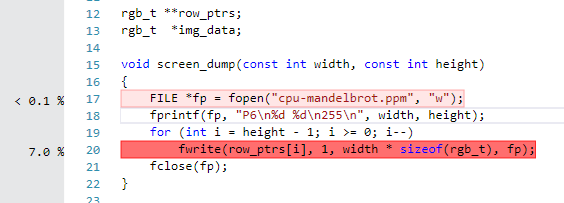 12 rgb_t **row_ptrs;
13 rgb_t *img_data;
14
15 void screen_dump(const int width, const int height)
16 {
< 0.1 % 17 FILE *fp = fopen("cpu-mandelbrot.ppm", "w");
18 fprintf(fp, "P6\n%d %d\n255\n", width, height);
19 for (int i = height - 1; i >= 0; i--)
7.0 % 20 fwrite(row_ptrs[i], 1, width * sizeof(rgb_t), fp);
21 fclose(fp);
22 }
23